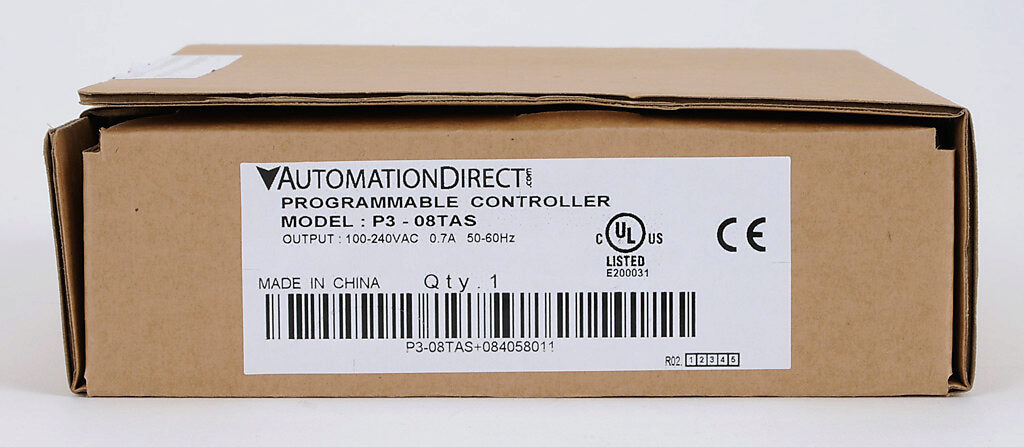 AUTOMATIONDIRECT.com
PROGRAMMABLE CONTROLLER
MODEL : P3 - 08TAS
OUTPUT : 100-240VAC 0.7A 50-60Hz
C UL US
LISTED
E200031
CE
MADE IN CHINA Qty.1
P3-08TAS+084058011
R02: 1 2 3 4 5